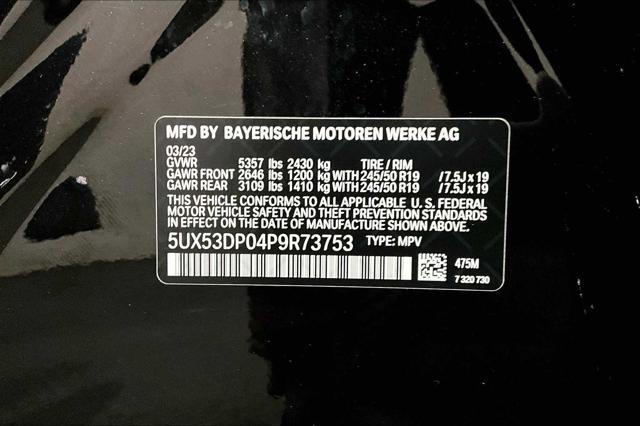 MFD BY BAYERISCHE MOTOREN WERKE AG
03/23
GVWR 5357 lbs 2430 kg TIRE / RIM
GAWR FRONT 2646 lbs 1200 kg WITH 245/50 R19 /7.5J x 19
GAWR REAR 3109 lbs 1410 kg WITH 245/50 R19 /7.5J x 19
THIS VEHICLE CONFORMS TO ALL APPLICABLE U. S. FEDERAL
MOTOR VEHICLE SAFETY AND THEFT PREVENTION STANDARDS
IN EFFECT ON THE DATE OF MANUFACTURE SHOWN ABOVE.
5UX53DP04P9R73753 TYPE: MPV
475M
7 320 730